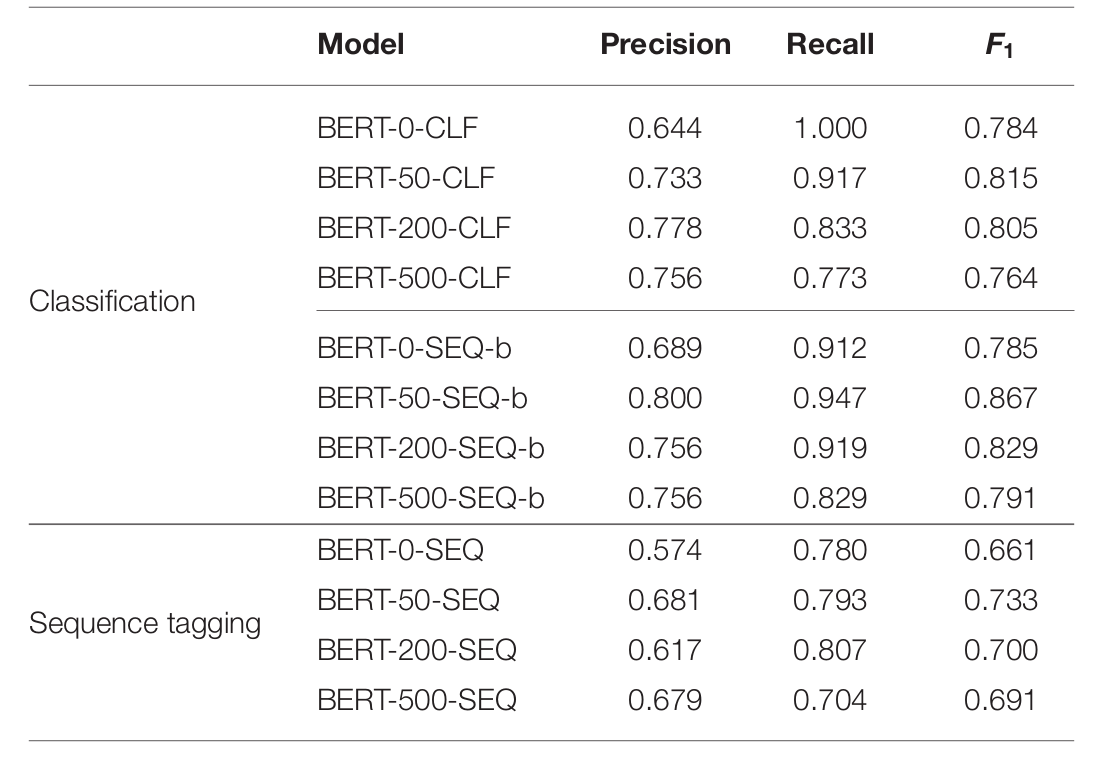 Model Precision Recall F1
BERT-0-CLF 0.644 1.000 0.784
BERT-50-CLF 0.733 0.917 0.815
BERT-200-CLF 0.778 0.833 0.805
BERT-500-CLF 0.756 0.773 0.764
Classification
BERT-0-SEQ-b 0.689 0.912 0.785
BERT-50-SEQ-b 0.800 0.947 0.867
BERT-200-SEQ-b 0.756 0.919 0.829
BERT-500-SEQ-b 0.756 0.829 0.791
BERT-0-SEQ 0.574 0.780 0.661
BERT-50-SEQ 0.681 0.793 0.733
Sequence tagging
BERT-200-SEQ 0.617 0.807 0.700
BERT-500-SEQ 0.679 0.704 0.691